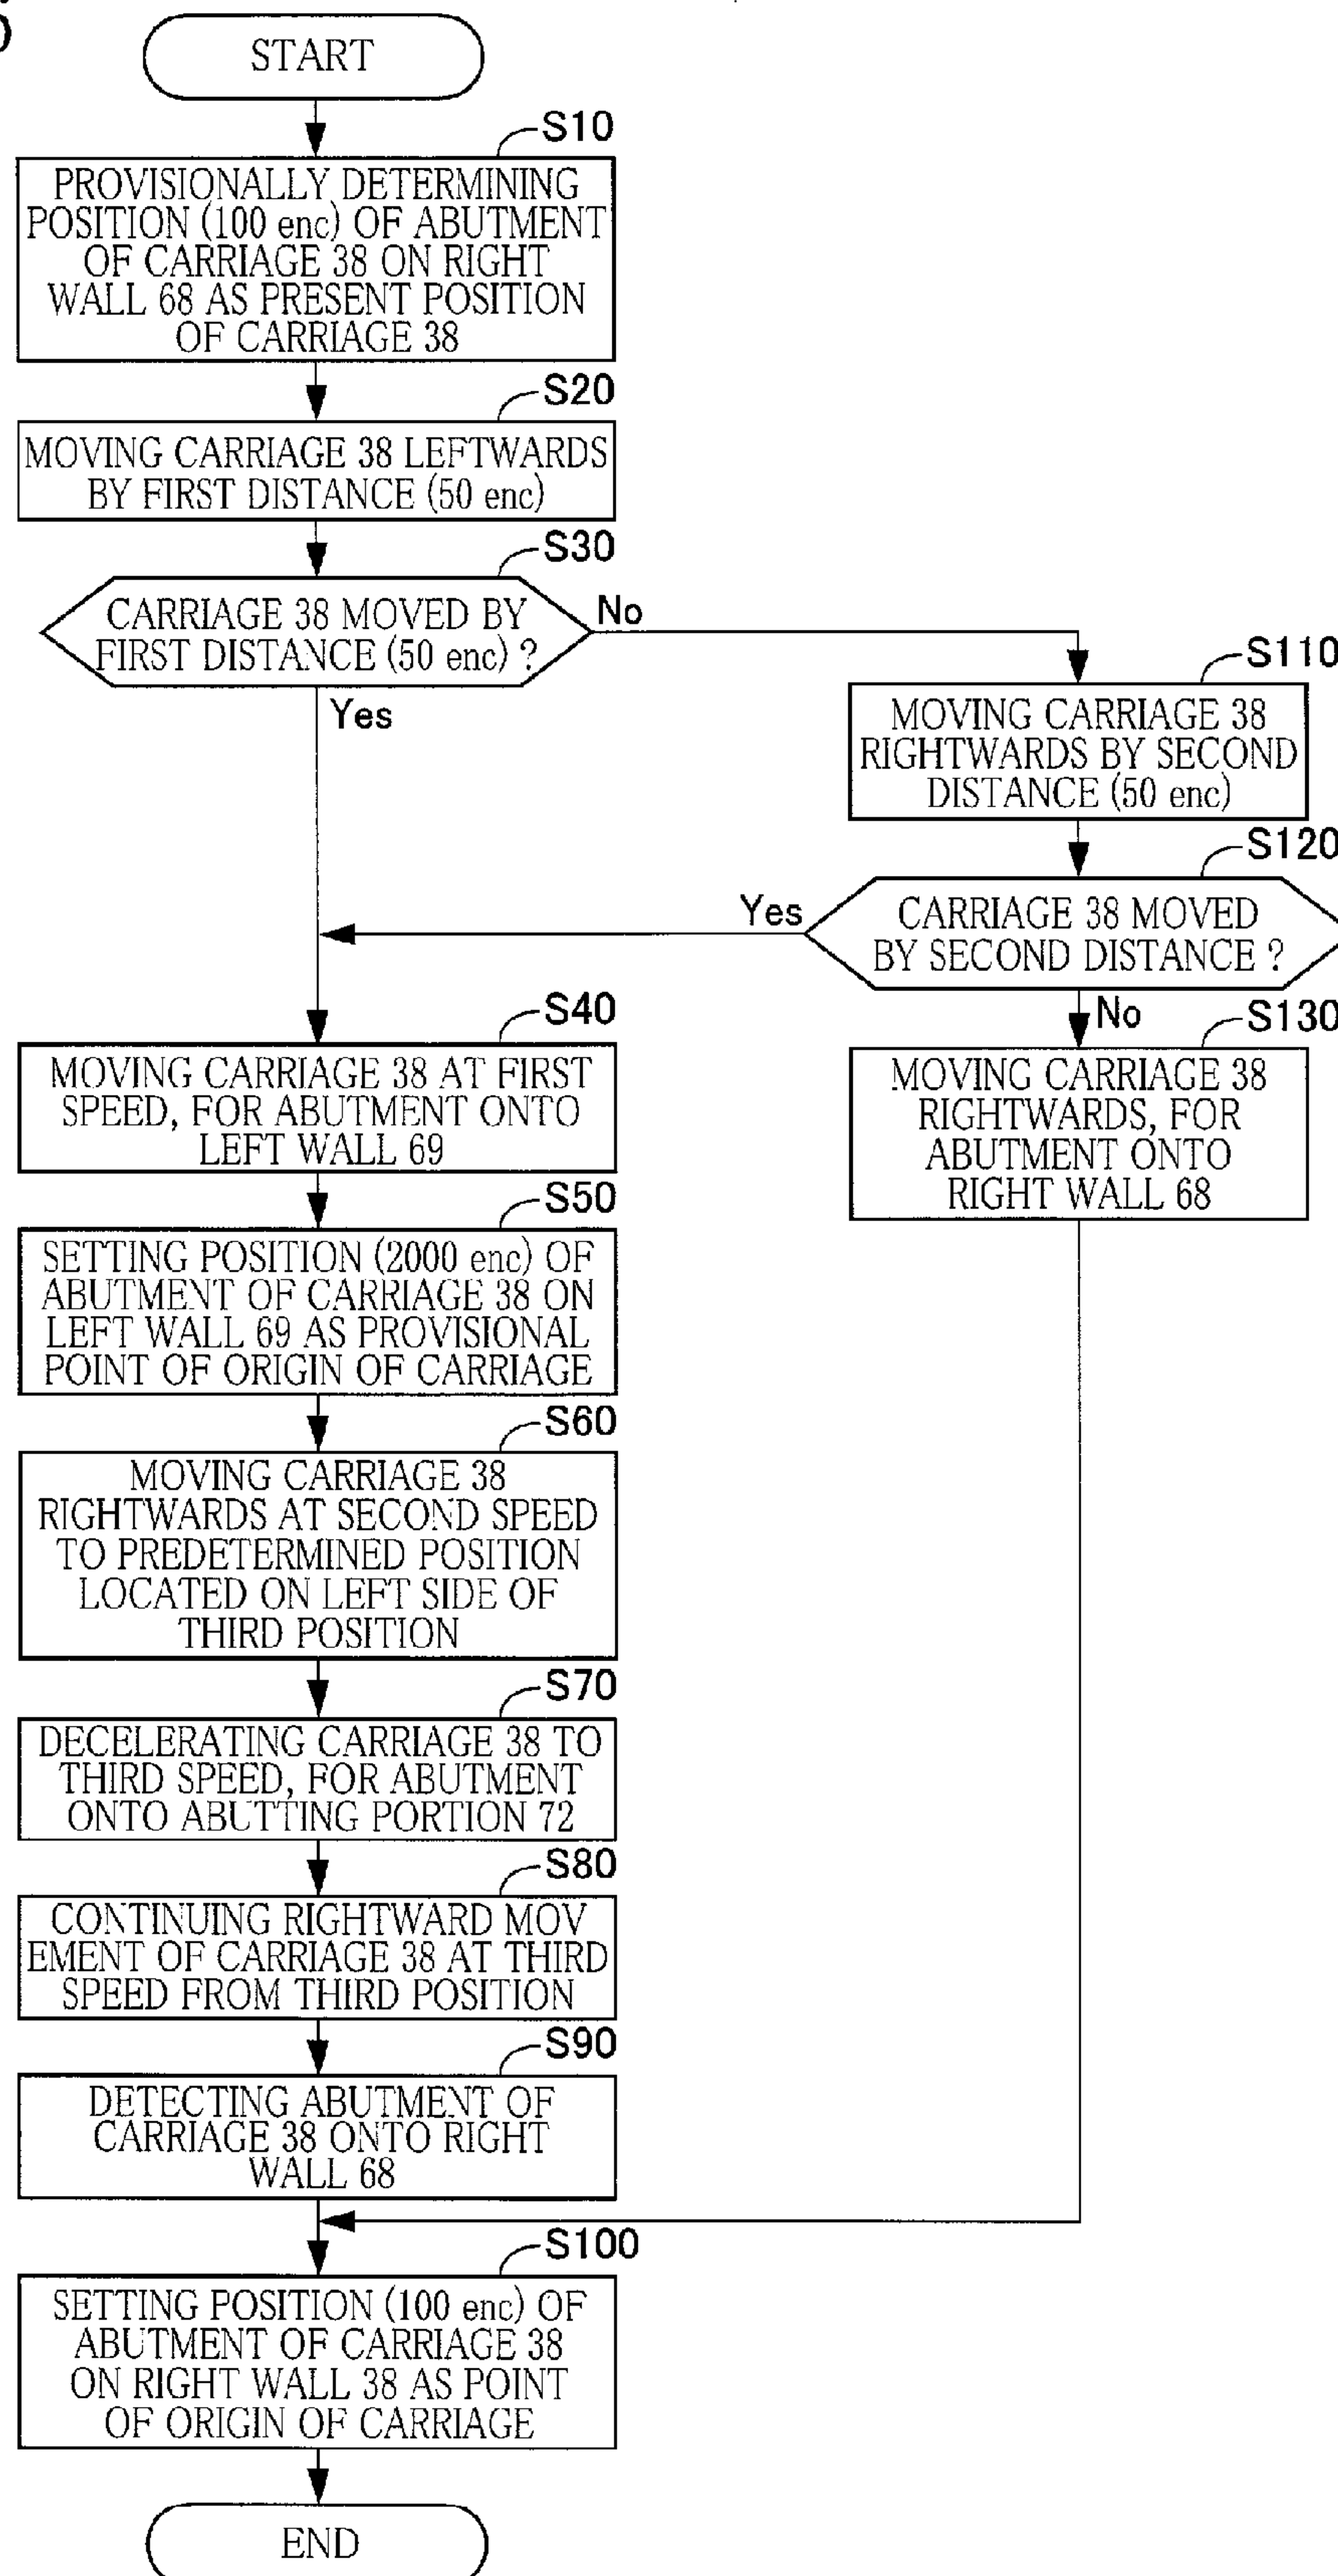 START
S10
PROVISIONALLY DETERMINING
POSITION (100 enc) OF ABUTMENT
OF CARRIAGE 38 ON RIGHT
WALL 68 AS PRESENT POSITION
OF CARRIAGE 38
S20
MOVING CARRIAGE 38 LEFTWARDS
BY FIRST DISTANCE (50 enc)
S30
CARRIAGE 38 MOVED BY
FIRST DISTANCE (50 enc) ?
No
Yes
S110
MOVING CARRIAGE 38
RIGHTWARDS BY SECOND
DISTANCE (50 enc)
S120
CARRIAGE 38 MOVED
BY SECOND DISTANCE ?
Yes
No
S130
MOVING CARRIAGE 38
RIGHTWARDS, FOR
ABUTMENT ONTO
RIGHT WALL 68
S40
MOVING CARRIAGE 38 AT FIRST
SPEED, FOR ABUTMENT ONTO
LEFT WALL 69
S50
SETTING POSITION (2000 enc) OF
ABUTMENT OF CARRIAGE 38 ON
LEFT WALL 69 AS PROVISIONAL
POINT OF ORIGIN OF CARRIAGE
S60
MOVING CARRIAGE 38
RIGHTWARDS AT SECOND SPEED
TO PREDETERMINED POSITION
LOCATED ON LEFT SIDE OF
THIRD POSITION
S70
DECELERATING CARRIAGE 38 TO
THIRD SPEED, FOR ABUTMENT
ONTO ABUTTING PORTION 72
S80
CONTINUING RIGHTWARD MOV
EMENT OF CARRIAGE 38 AT THIRD
SPEED FROM THIRD POSITION
S90
DETECTING ABUTMENT OF
CARRIAGE 38 ONTO RIGHT
WALL 68
S100
SETTING POSITION (100 enc) OF
ABUTMENT OF CARRIAGE 38
ON RIGHT WALL 38 AS POINT
OF ORIGIN OF CARRIAGE
END